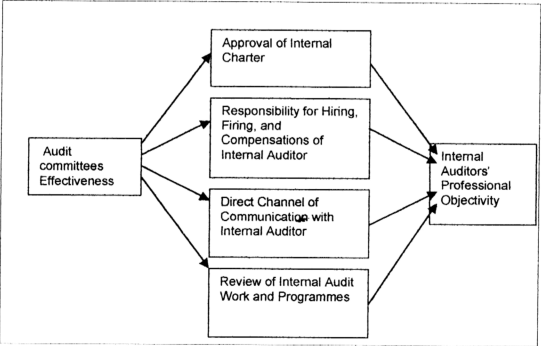 Approval of Internal
Charter
Responsibility for Hiring,
Firing, and
Compensations of
Internal Auditor
Audit
committees
Effectiveness
Internal
Auditors'
Professional
Objectivity
Direct Channel of
Communication with
Internal Auditor
Review of Internal Audit
Work and Programmes